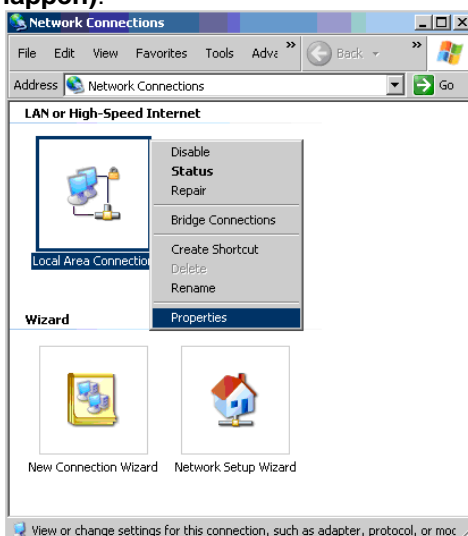 happen).
Network Connections
File Edit View Favorites Tools Adva » Back »
Address Network Connections Go
LAN or High-Speed Internet
Disable
Status
Repair
Bridge Connections
Create Shortcut
Delete
Rename
Properties
Local Area Connection
Wizard
New Connection Wizard Network Setup Wizard
View or change settings for this connection, such as adapter, protocol, or moc